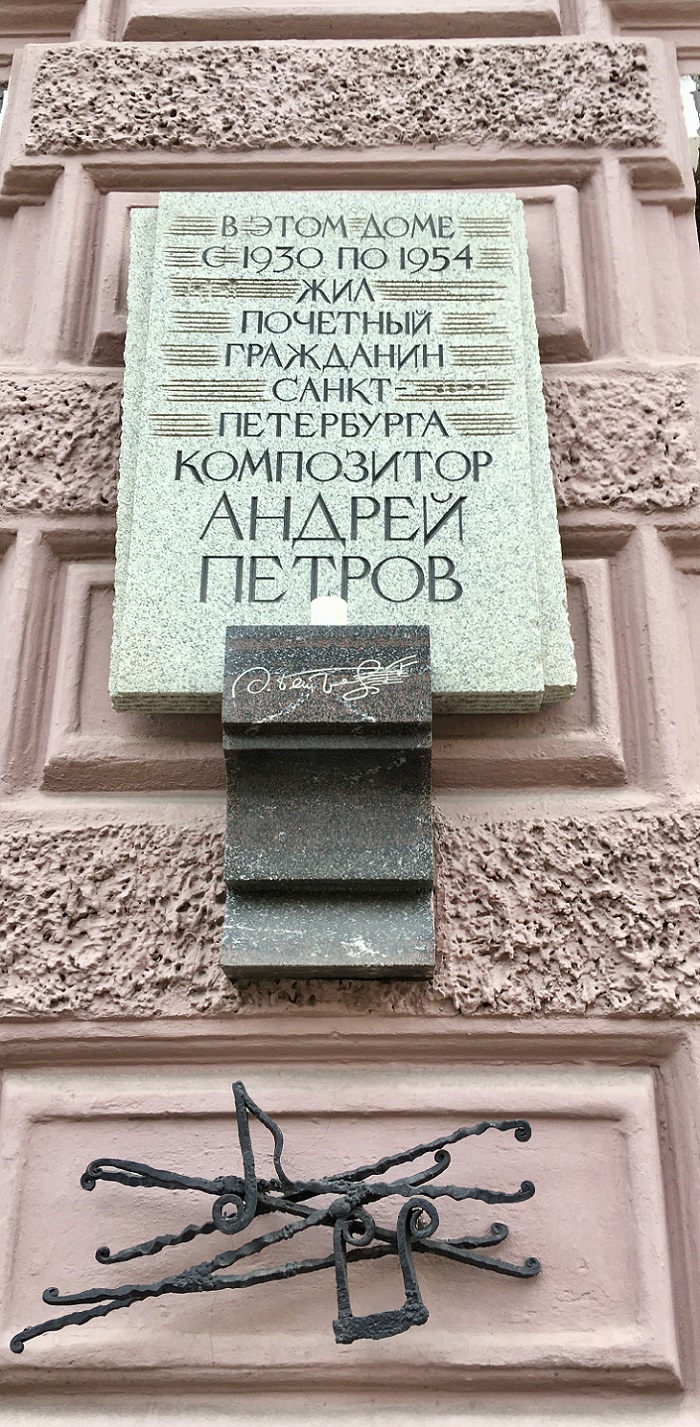 В ЭТОМ ДОМЕ
С 1930 ПО 1954
ЖИЛ
ПОЧЕТНЫЙ
ГРАЖДАНИН
САНКТ-
ПЕТЕРБУРГА
КОМПОЗИТОР
АНДРЕЙ
ПЕТРОВ